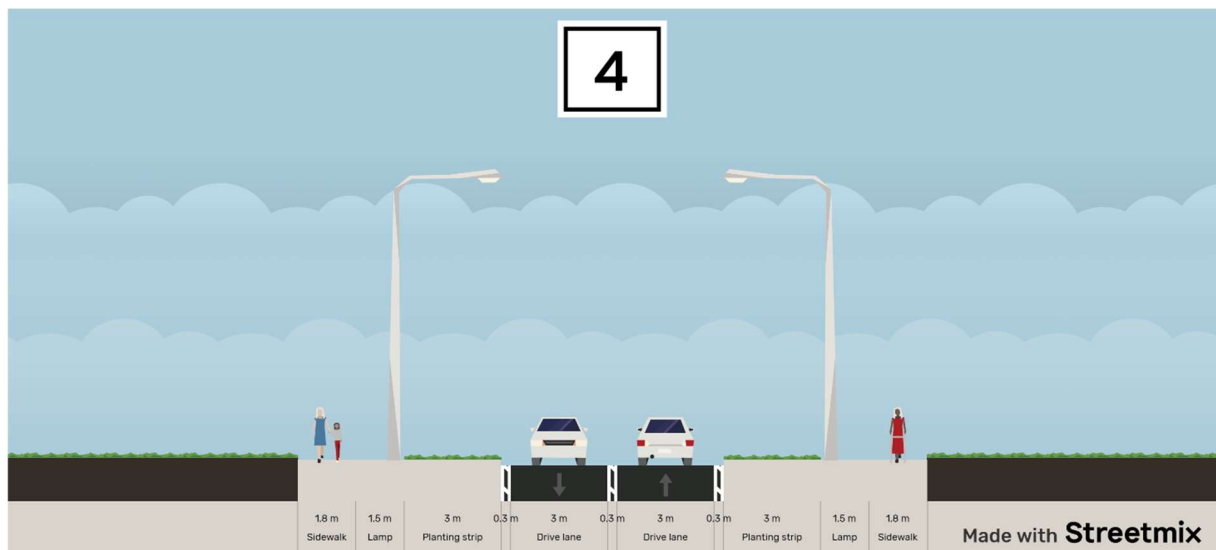 4
1.8 m 1.5 m 3 m 0.3 m 3 m 0.3 m 3 m 0.3 m 3 m 1.5 m 1.8 m
Sidewalk Lamp Planting strip Drive lane Drive lane Planting strip Lamp Sidewalk
Made with Streetmix